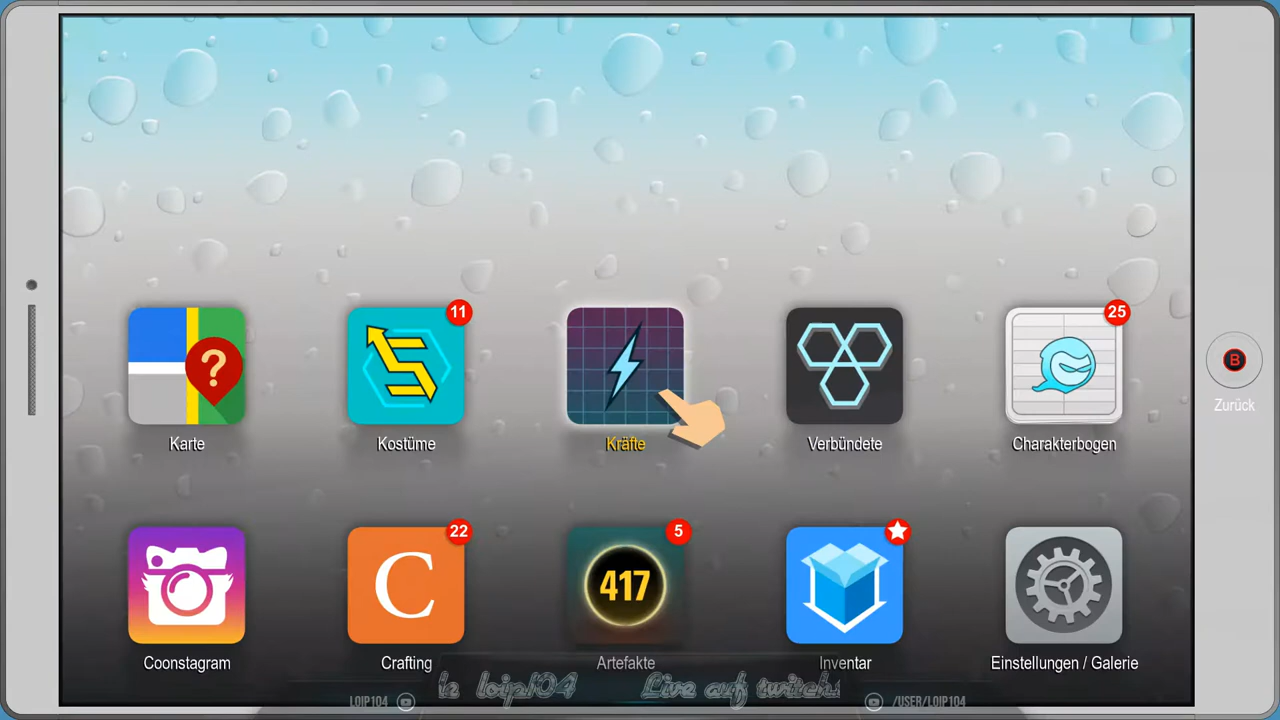 11
25
?
B
Zurück
Karte
Kostüme
Kräfte
Verbündete
Charakterbogen
22
5
C
417
Coonstagram
Crafting
Artefakte
Inventar
Einstellungen / Galerie
loip104 Live auf twitch
LOIP104
/USER/LOIP104